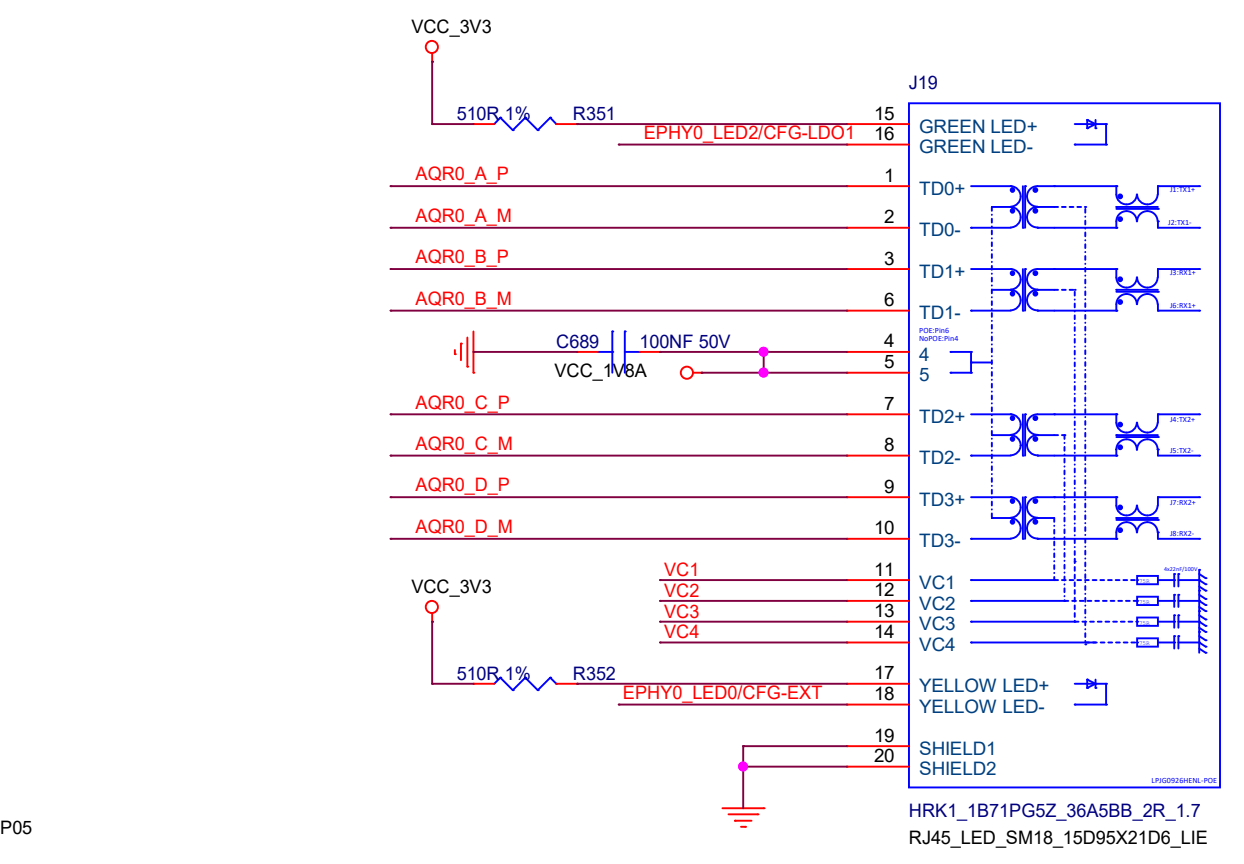 VCC_3V3
J19
510R 1% R351 15
EPHY0_LED2/CFG-LDO1 16
GREEN LED+
GREEN LED-
AQR0_A_P 1 TD0+ J1:TX1+
AQR0_A_M 2 TD0- J2:TX1-
AQR0_B_P 3 TD1+ J3:RX1+
AQR0_B_M 6 TD1- J6:RX1+
POE:Pin6
NoPOE:Pin4
C689 100NF 50V 4 4
VCC_1V8A 5 5
AQR0_C_P 7 TD2+ J4:TX2+
AQR0_C_M 8 TD2- J5:TX2-
AQR0_D_P 9 TD3+ J7:RX2+
AQR0_D_M 10 TD3- J8:RX2-
4x22nF/100V
VC1 11 VC1
VCC_3V3
VC2 12 VC2
VC3 13 VC3
VC4 14 VC4
510R 1% R352 17 YELLOW LED+
EPHY0_LED0/CFG-EXT 18 YELLOW LED-
19 SHIELD1
20 SHIELD2
LPJG0926HENL-POE
HRK1_1B71PG5Z_36A5BB_2R_1.7
P05
RJ45_LED_SM18_15D95X21D6_LIE